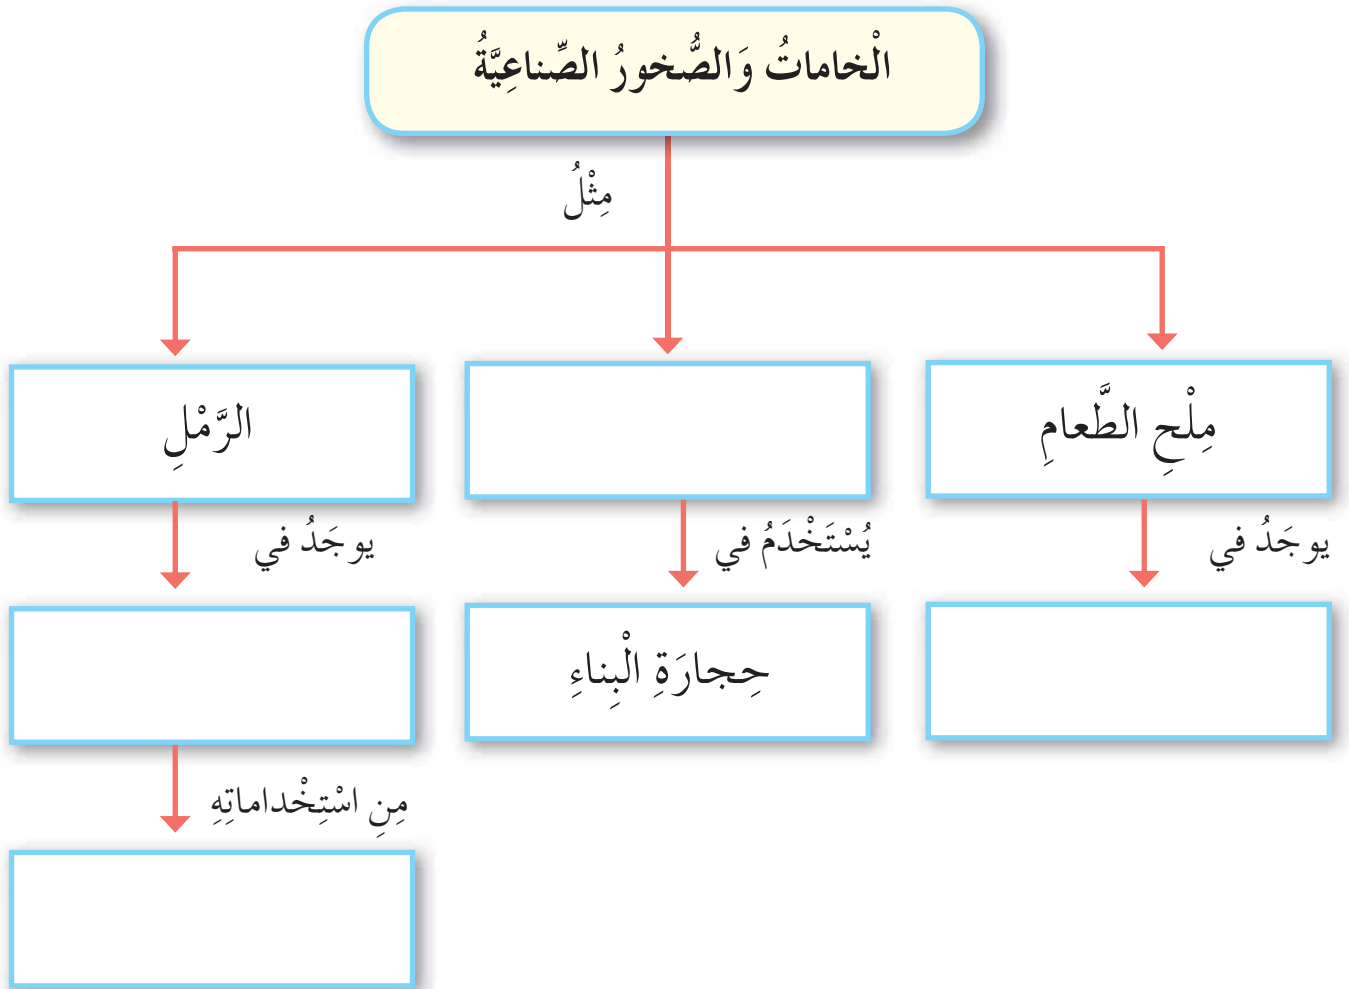 الْخاماتُ وَالصُّخورُ الصِّناعِيَّةُ
مِثْلُ
مِلْحِ الطَّعامِ
الرَّمْلِ
يوجَدُ في
يُسْتَخْدَمُ في
يوجَدُ في
حِجارَةِ الْبِناءِ
مِنِ اسْتِخْداماتِهِ